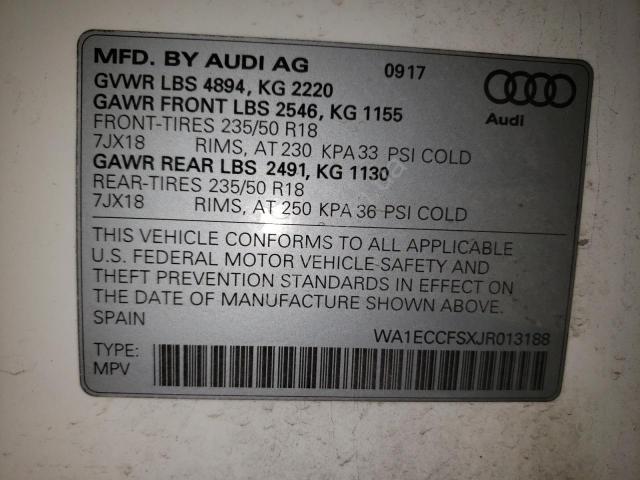 MFD. BY AUDI AG 0917
GVWR LBS 4894, KG 2220
GAWR FRONT LBS 2546, KG 1155
FRONT-TIRES 235/50 R18
7JX18 RIMS, AT 230 KPA 33 PSI COLD
GAWR REAR LBS 2491, KG 1130
REAR-TIRES 235/50 R18
7JX18 RIMS, AT 250 KPA 36 PSI COLD
Audi
THIS VEHICLE CONFORMS TO ALL APPLICABLE
U.S. FEDERAL MOTOR VEHICLE SAFETY AND
THEFT PREVENTION STANDARDS IN EFFECT ON
THE DATE OF MANUFACTURE SHOWN ABOVE.
SPAIN
WA1ECCFSXJR013188
TYPE:
MPV